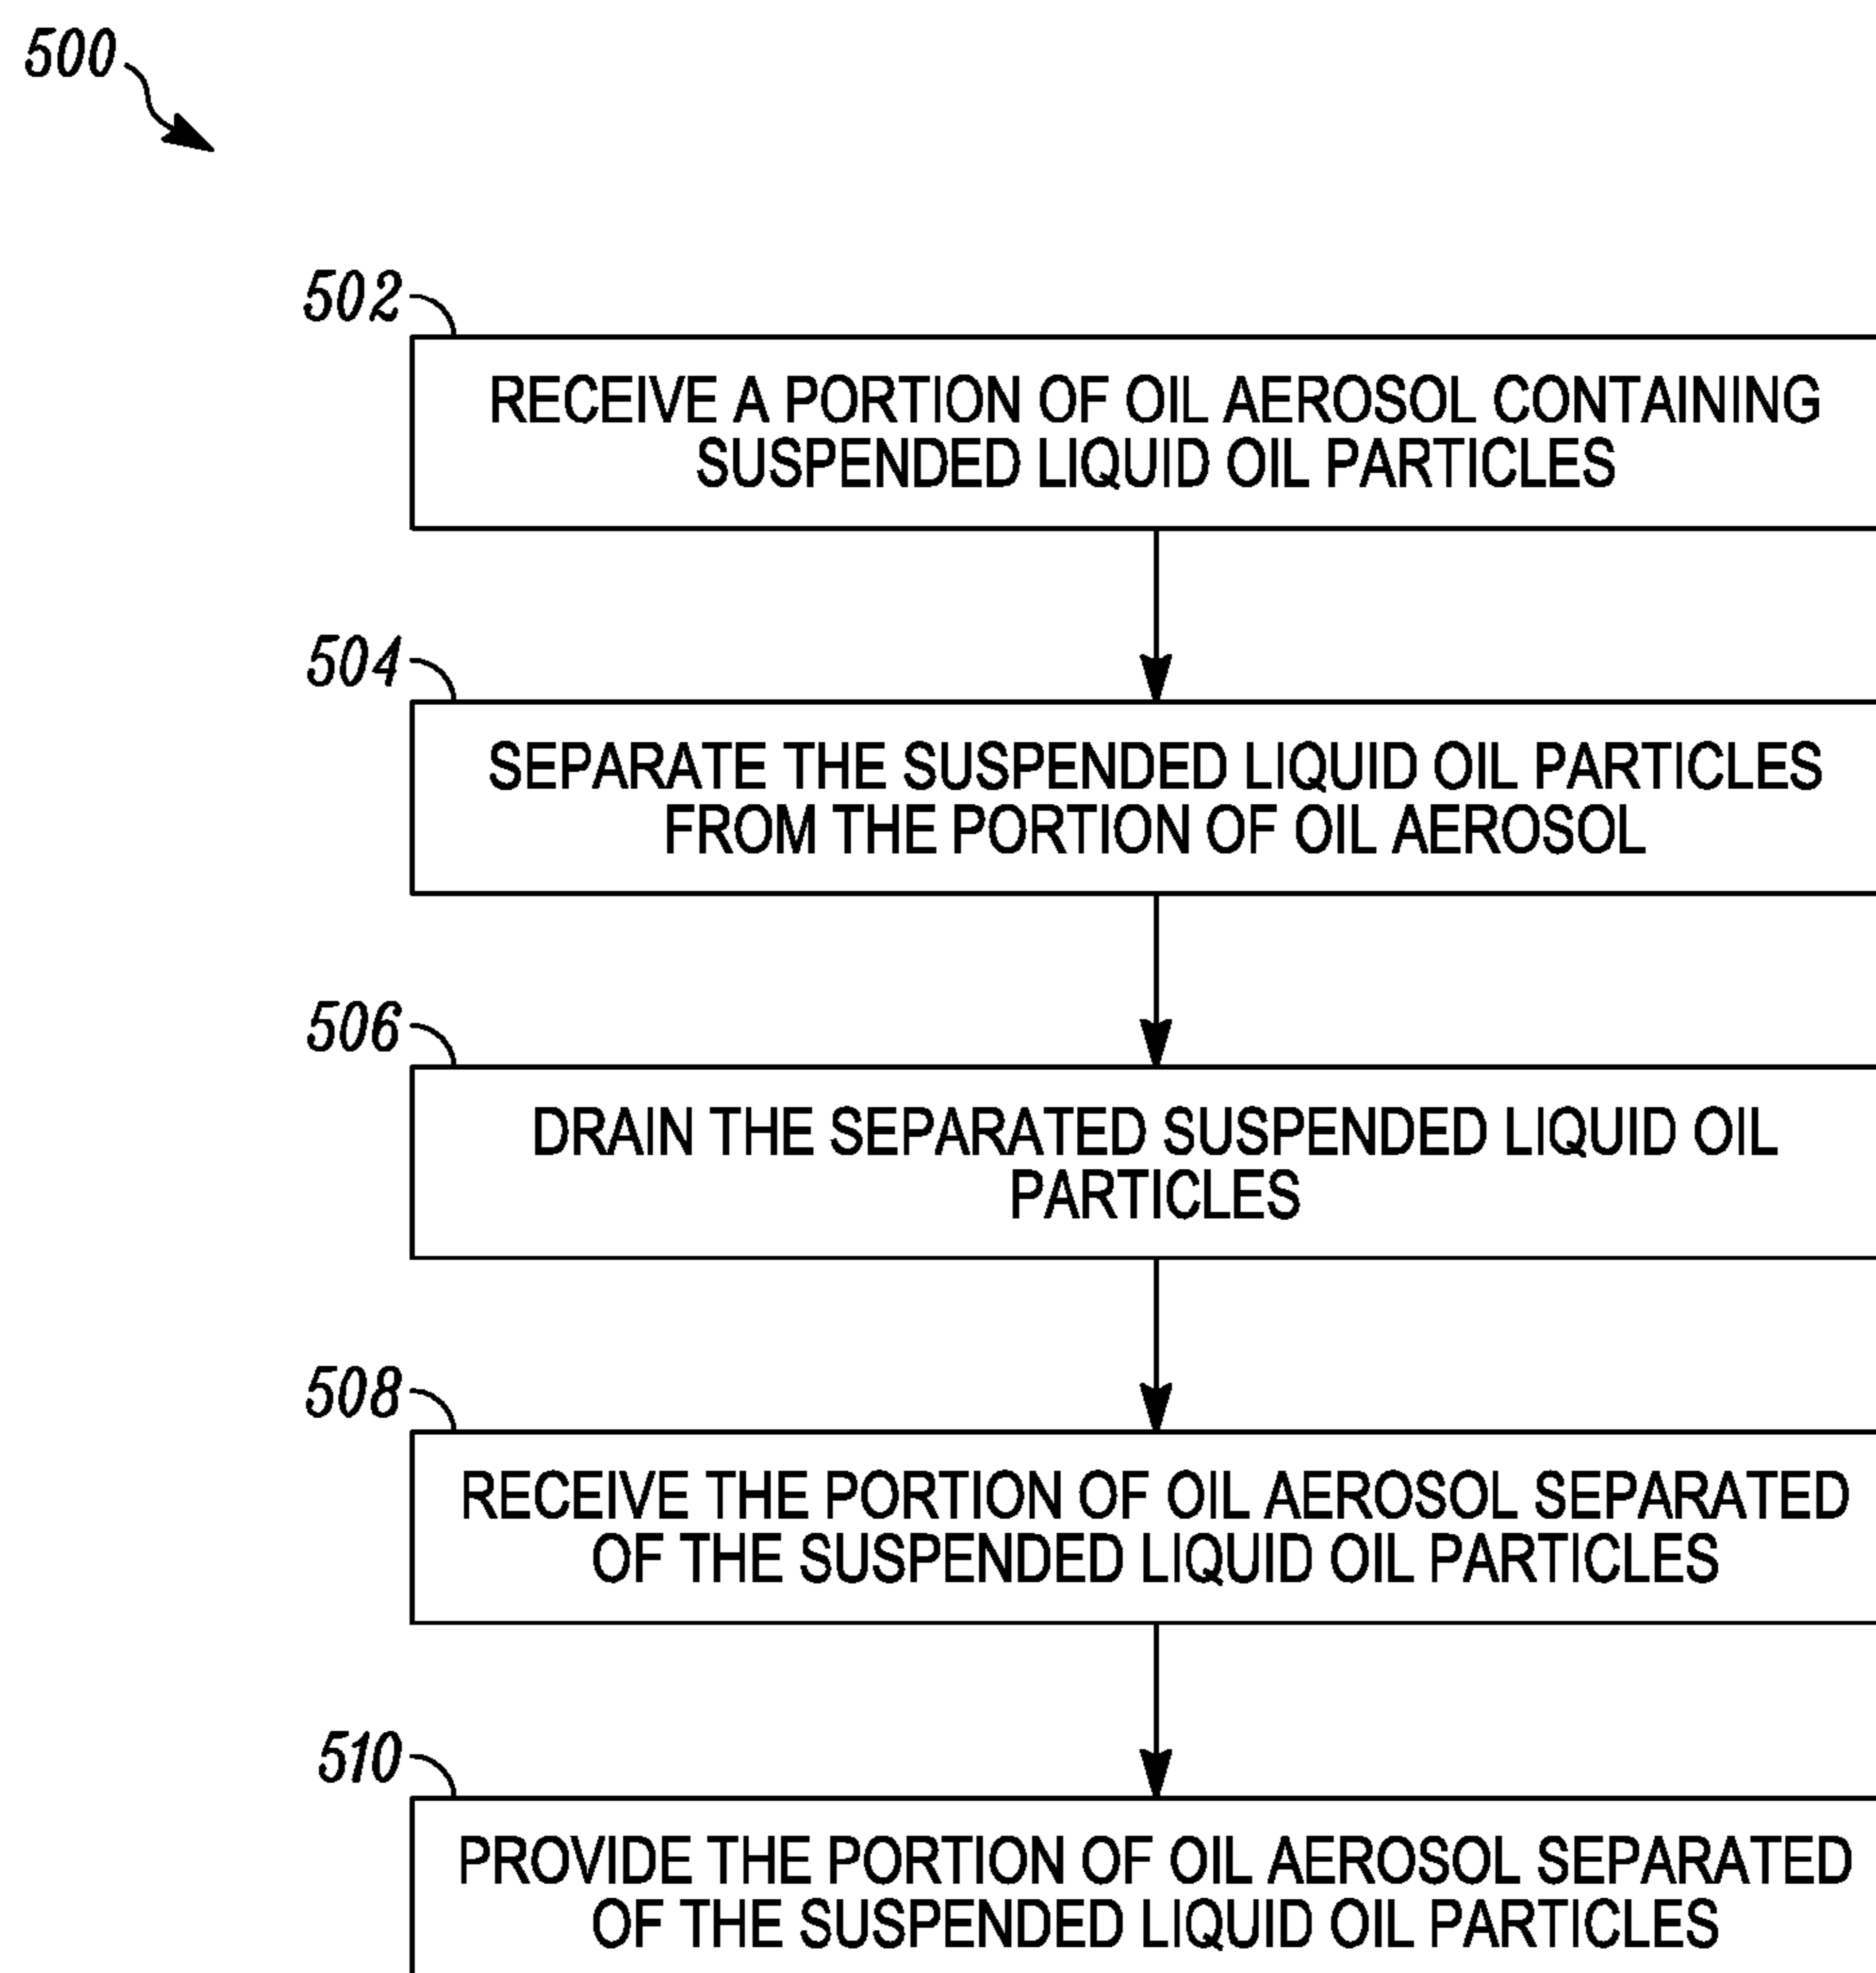 500
502
RECEIVE A PORTION OF OIL AEROSOL CONTAINING
SUSPENDED LIQUID OIL PARTICLES
504
SEPARATE THE SUSPENDED LIQUID OIL PARTICLES
FROM THE PORTION OF OIL AEROSOL
506
DRAIN THE SEPARATED SUSPENDED LIQUID OIL
PARTICLES
508
RECEIVE THE PORTION OF OIL AEROSOL SEPARATED
OF THE SUSPENDED LIQUID OIL PARTICLES
510
PROVIDE THE PORTION OF OIL AEROSOL SEPARATED
OF THE SUSPENDED LIQUID OIL PARTICLES